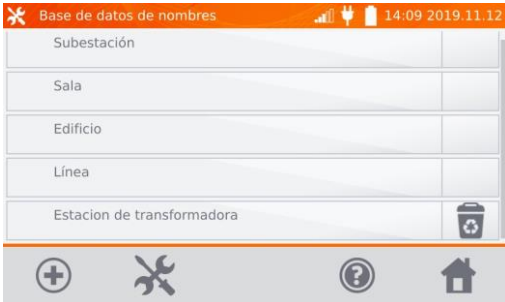 Base de datos de nombres 14:09 2019.11.12
Subestación
Sala
Edificio
Línea
Estacion de transformadora